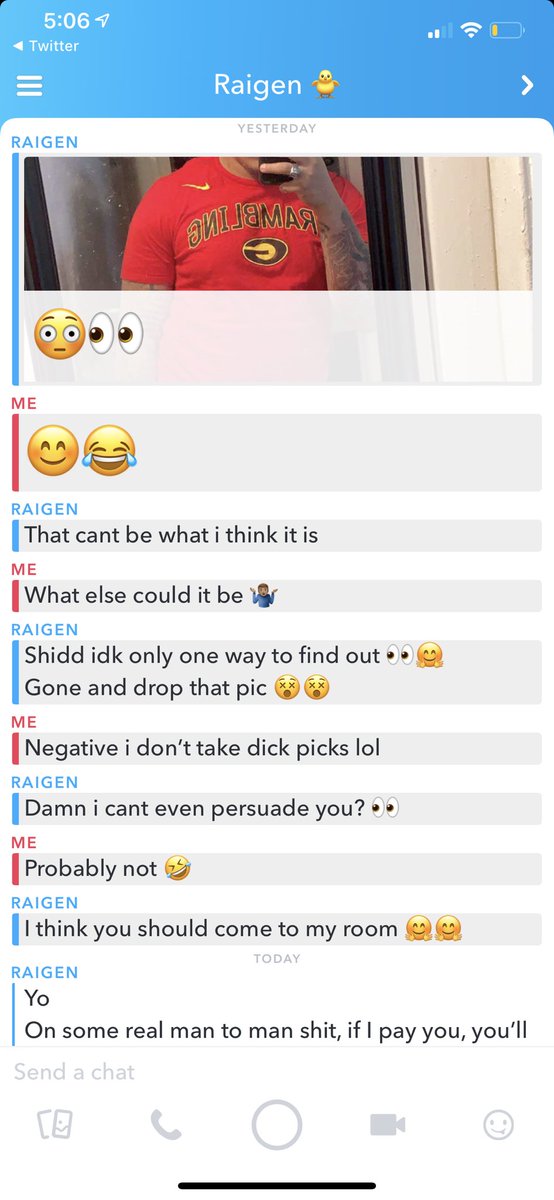 5:06
◀ Twitter
Raigen 🐥
YESTERDAY
RAIGEN
RAMBLING
G
😳👀
ME
😊😂
RAIGEN
That cant be what i think it is
ME
What else could it be 🤷🏽‍♂️
RAIGEN
Shidd idk only one way to find out 👀🤗
Gone and drop that pic 😵😵
ME
Negative i don’t take dick picks lol
RAIGEN
Damn i cant even persuade you? 👀
ME
Probably not 🤣
RAIGEN
I think you should come to my room 🤗🤗
TODAY
RAIGEN
Yo
On some real man to man shit, if I pay you, you’ll
Send a chat